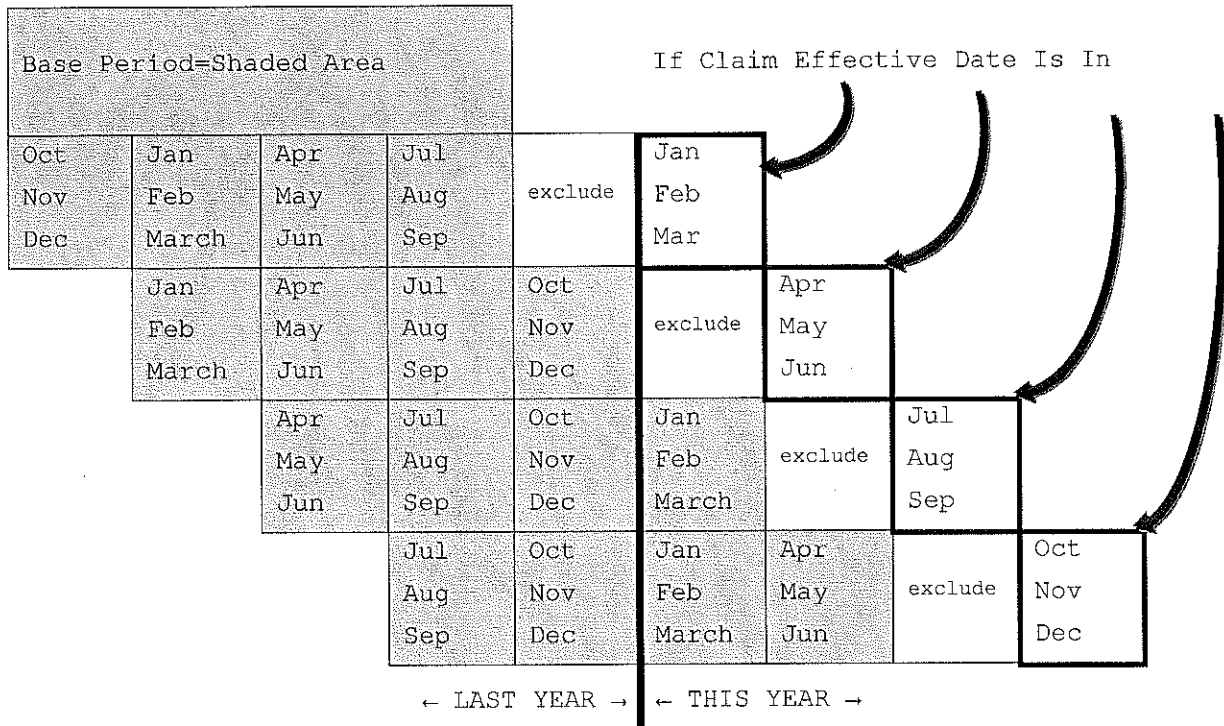 Base Period=Shaded Area
If Claim Effective Date Is In
Oct Jan Apr Jul Jan
Nov Feb May Aug exclude Feb
Dec March Jun Sep Mar
Jan Apr Jul Oct Apr
Feb May Aug Nov exclude May
March Jun Sep Dec Jun
Apr Jul Oct Jan Jul
May Aug Nov Feb exclude Aug
Jun Sep Dec March Sep
Jul Oct Jan Apr Oct
Aug Nov Feb May exclude Nov
Sep Dec March Jun Dec
← LAST YEAR → ← THIS YEAR →